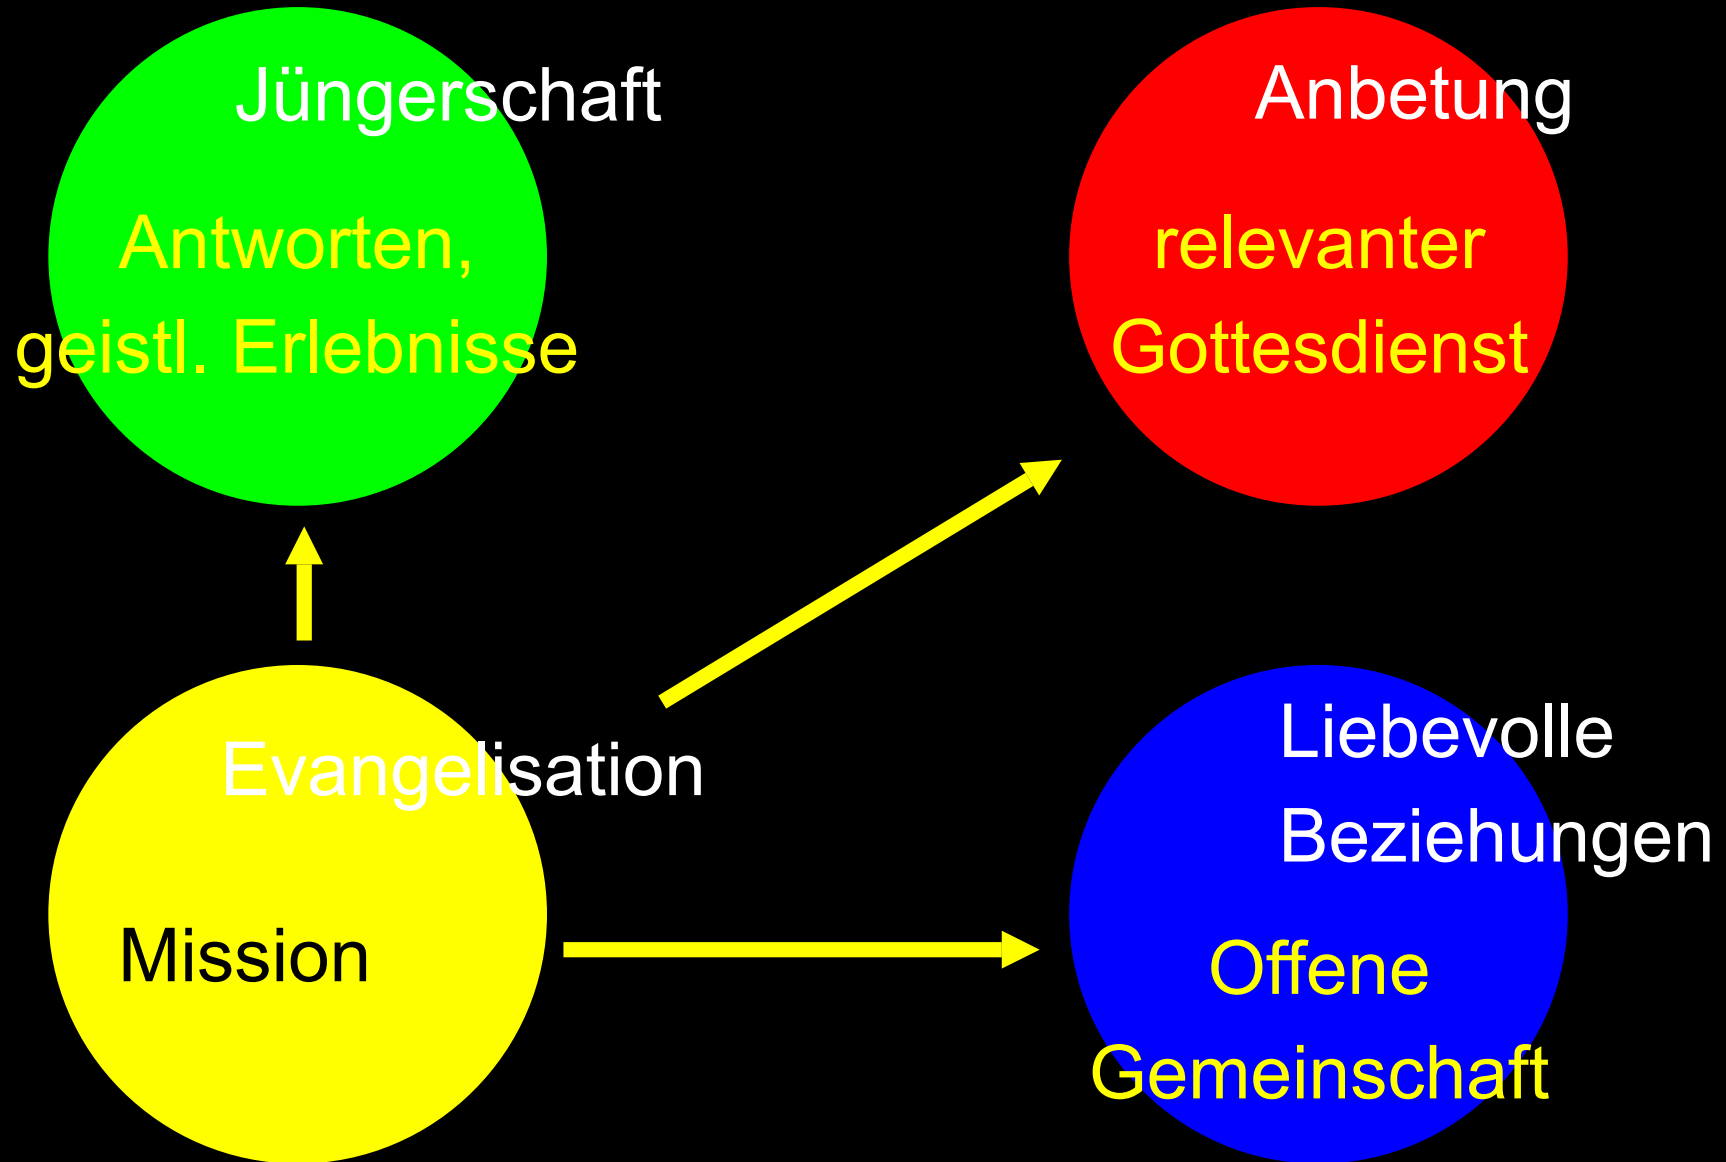 Jüngerschaft
Antworten,
geistl. Erlebnisse
Anbetung
relevanter
Gottesdienst
Evangelisation
Mission
Liebevolle
Beziehungen
Offene
Gemeinschaft